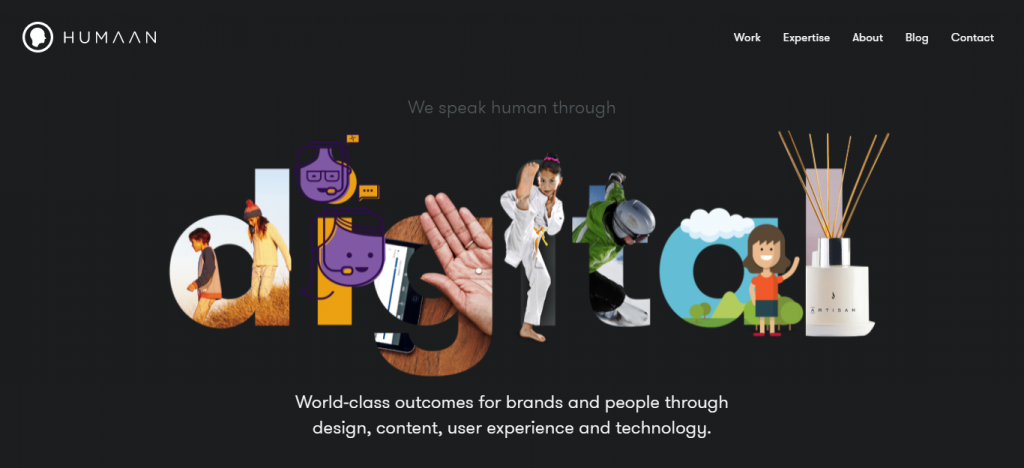 HUMAAN
Work Expertise About Blog Contact
We speak human through
digital
ARTISAN
World-class outcomes for brands and people through
design, content, user experience and technology.